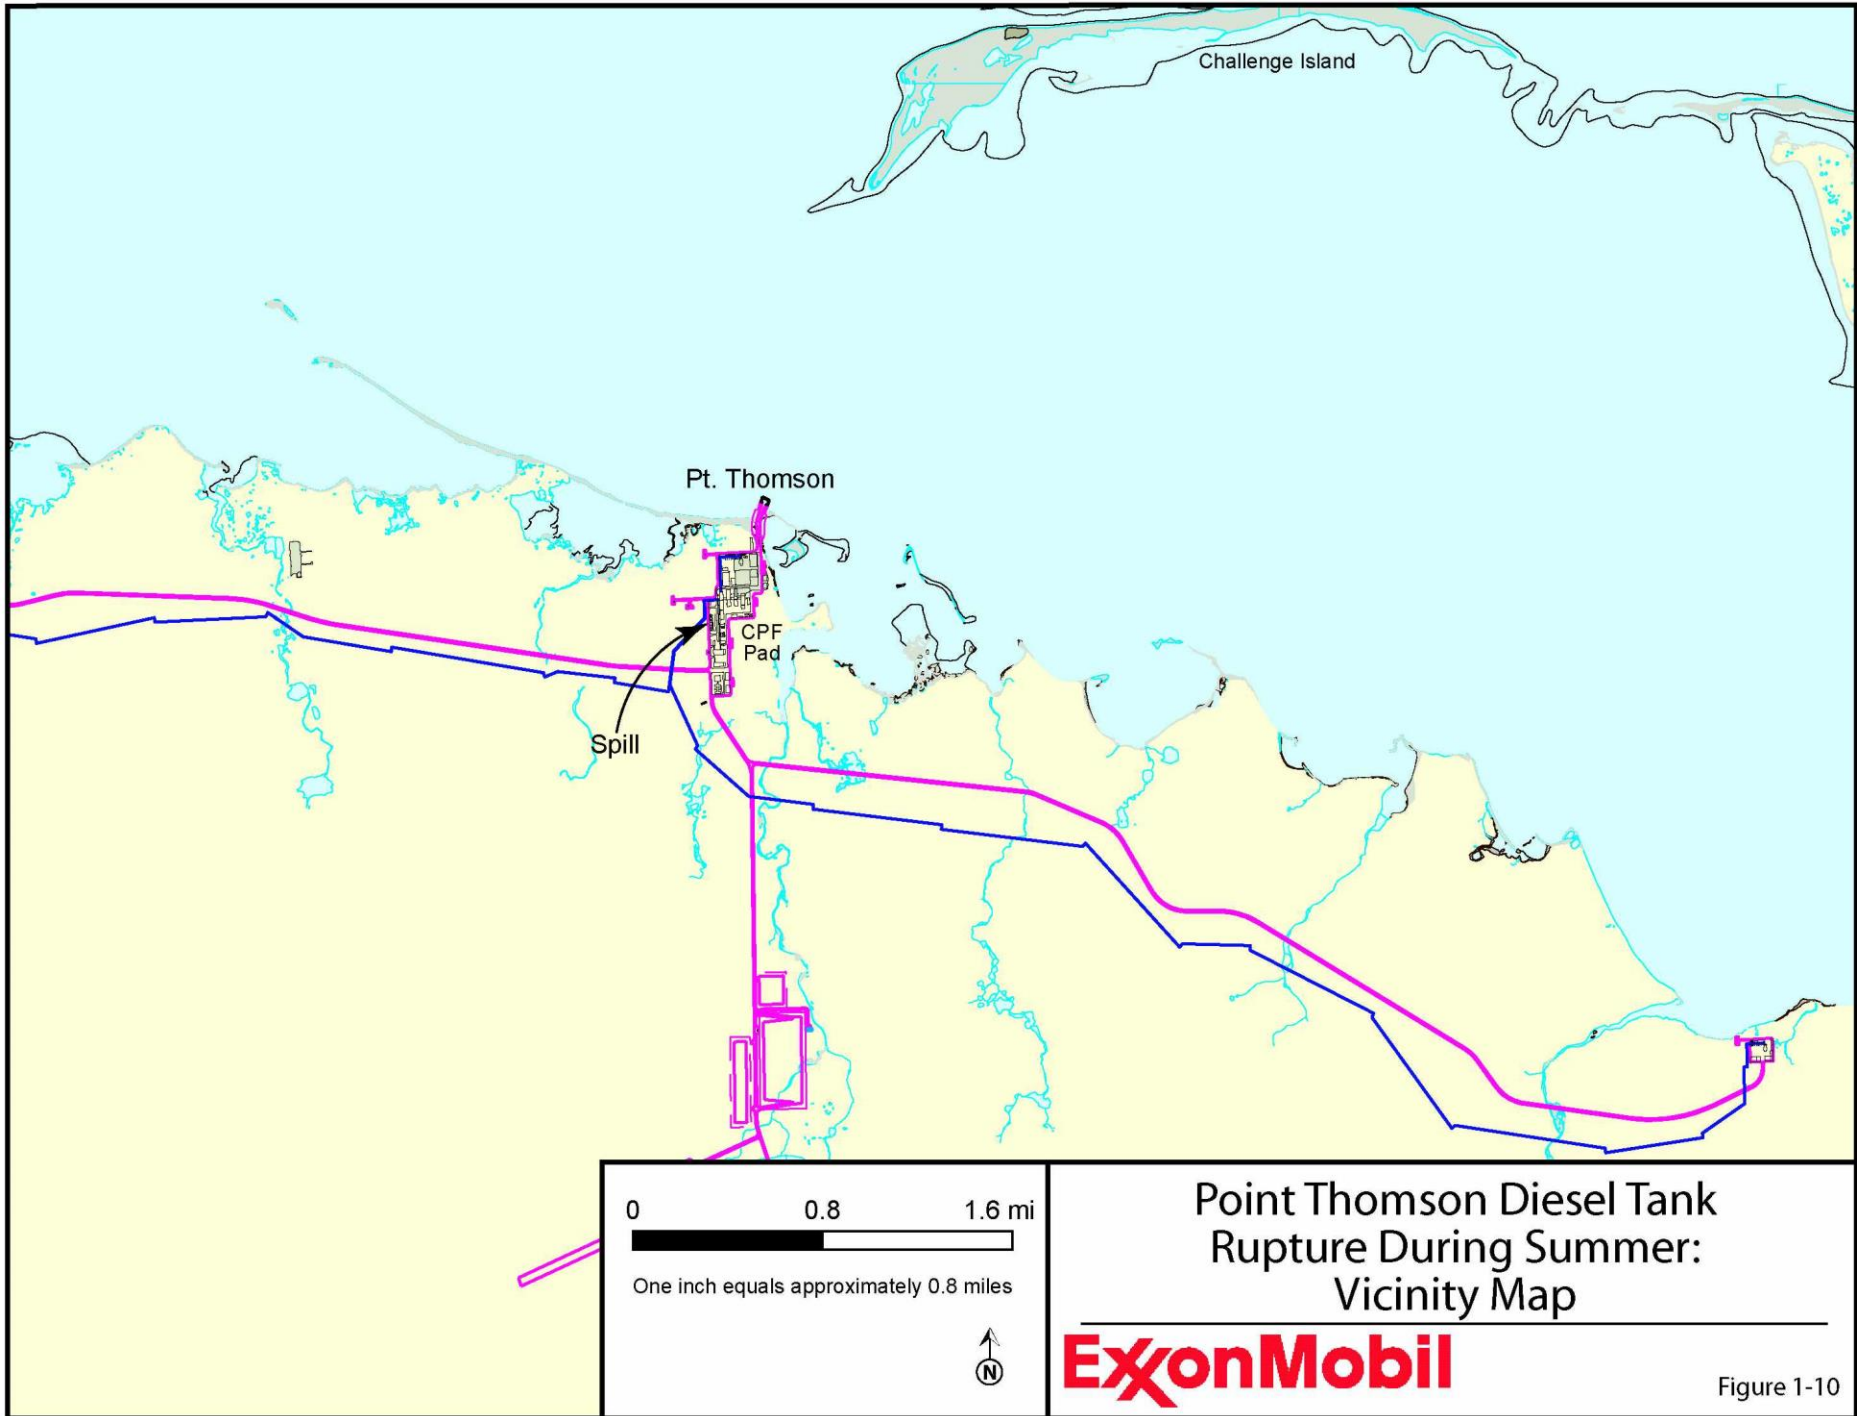 Challenge Island
Pt. Thomson
CPF
Pad
Spill
0 0.8 1.6 mi
One inch equals approximately 0.8 miles
N
Point Thomson Diesel Tank
Rupture During Summer:
Vicinity Map
ExxonMobil
Figure 1-10